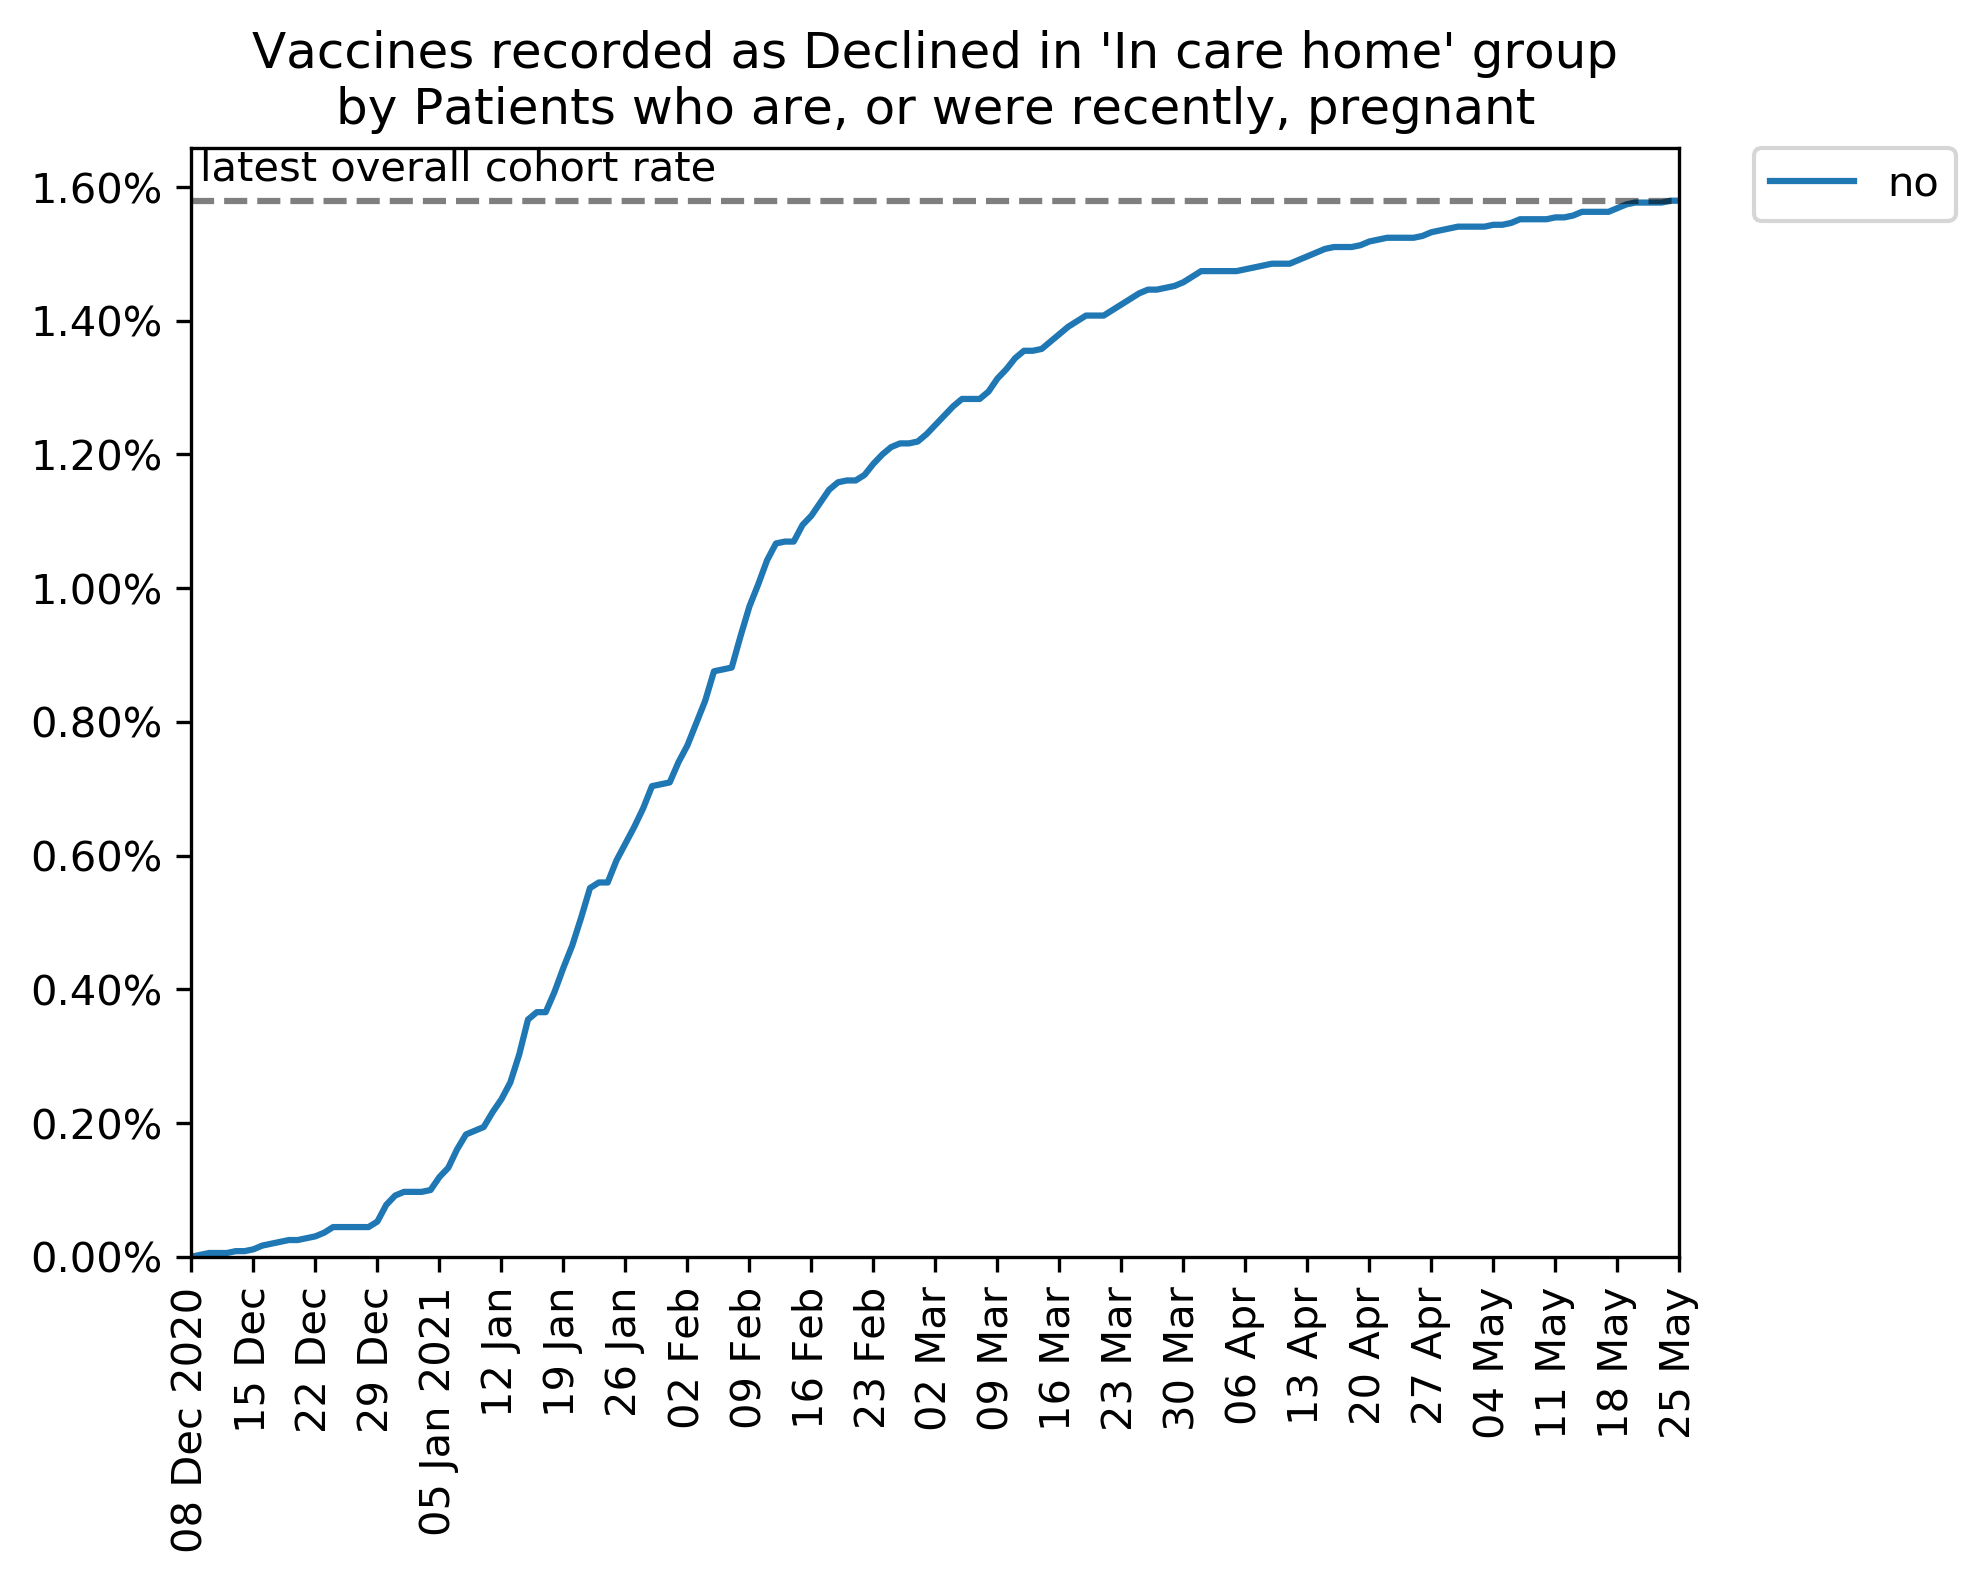 Vaccines recorded as Declined in 'In care home' group
by Patients who are, or were recently, pregnant
latest overall cohort rate
no
1.60%
1.40%
1.20%
1.00%
0.80%
0.60%
0.40%
0.20%
0.00%
08 Dec 2020
15 Dec
22 Dec
29 Dec
05 Jan 2021
12 Jan
19 Jan
26 Jan
02 Feb
09 Feb
16 Feb
23 Feb
02 Mar
09 Mar
16 Mar
23 Mar
30 Mar
06 Apr
13 Apr
20 Apr
27 Apr
04 May
11 May
18 May
25 May